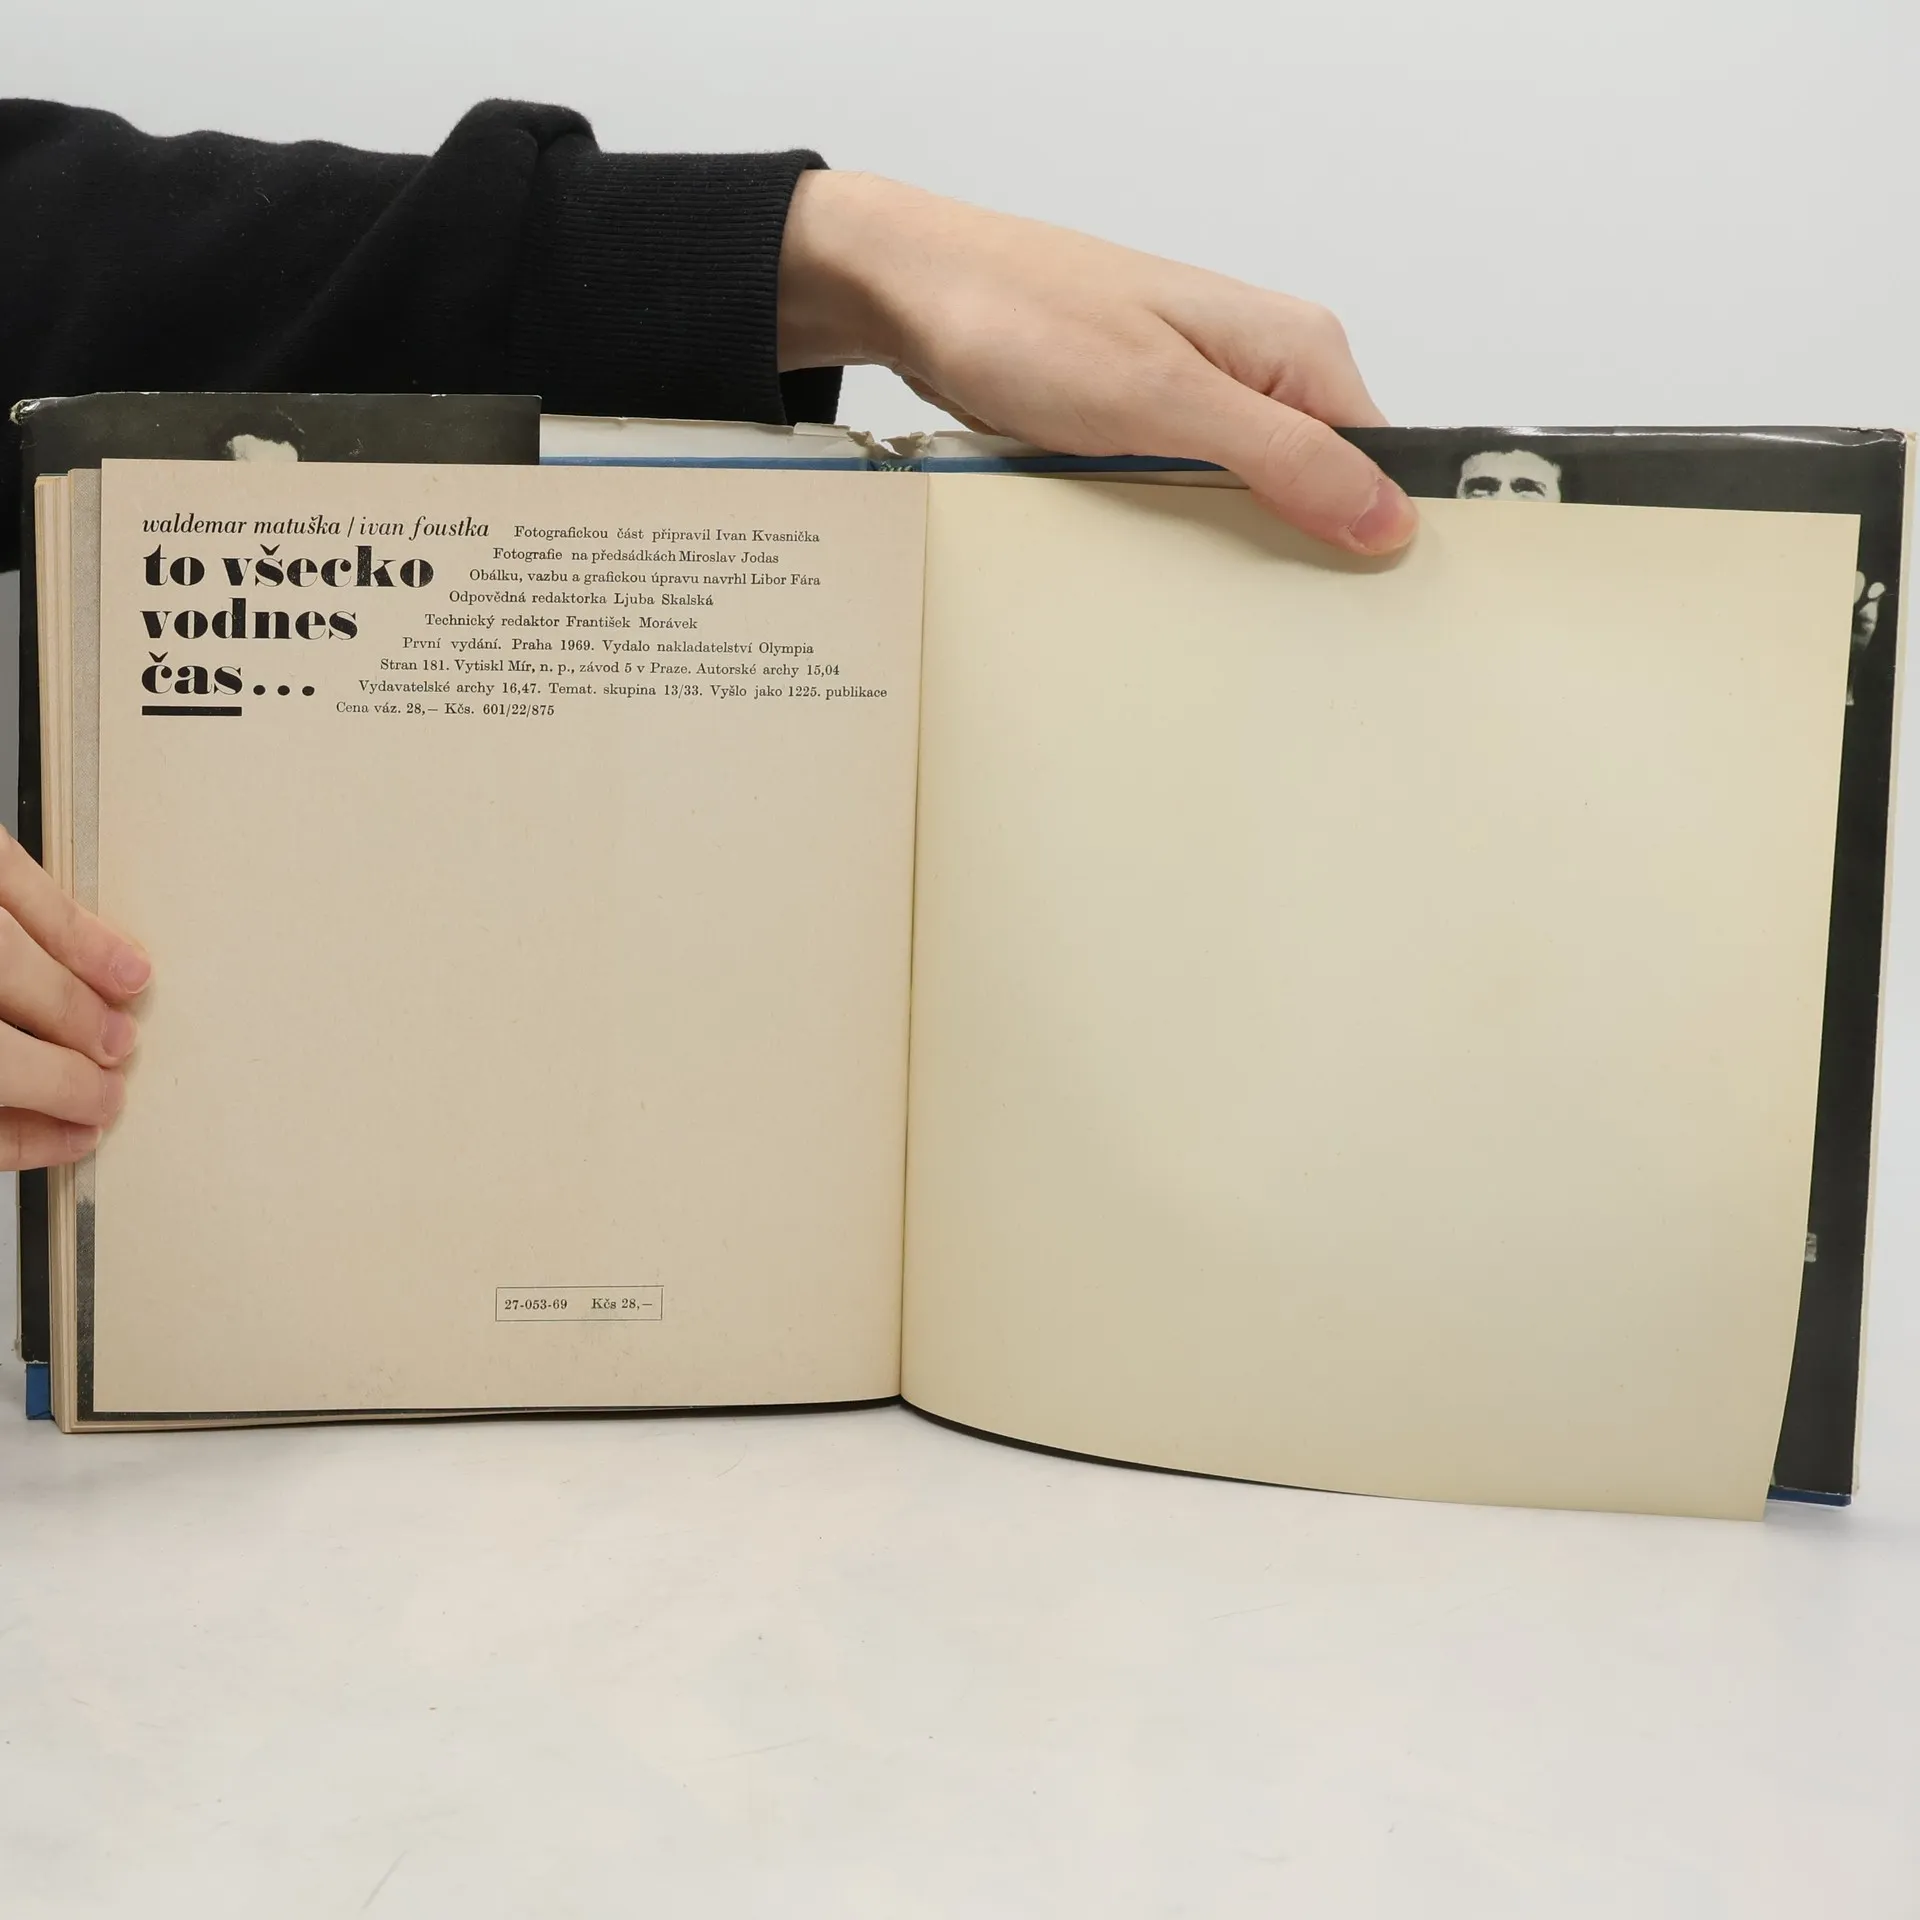 waldemar matuška / ivan foustka
to všecko
vodnes
čas...
Fotografickou část připravil Ivan Kvasnička
Fotografie na předsádkách Miroslav Jodas
Obálku, vazbu a grafickou úpravu navrhl Libor Fára
Odpovědná redaktorka Ljuba Skalská
Technický redaktor František Morávek
První vydání. Praha 1969. Vydalo nakladatelství Olympia
Stran 181. Vytiskl Mír, n. p., závod 5 v Praze. Autorské archy 15,04
Vydavatelské archy 16,47. Temat. skupina 13/33. Vyšlo jako 1225. publikace
Cena váz. 28,— Kčs. 601/22/875
27-053-69 Kčs 28,—